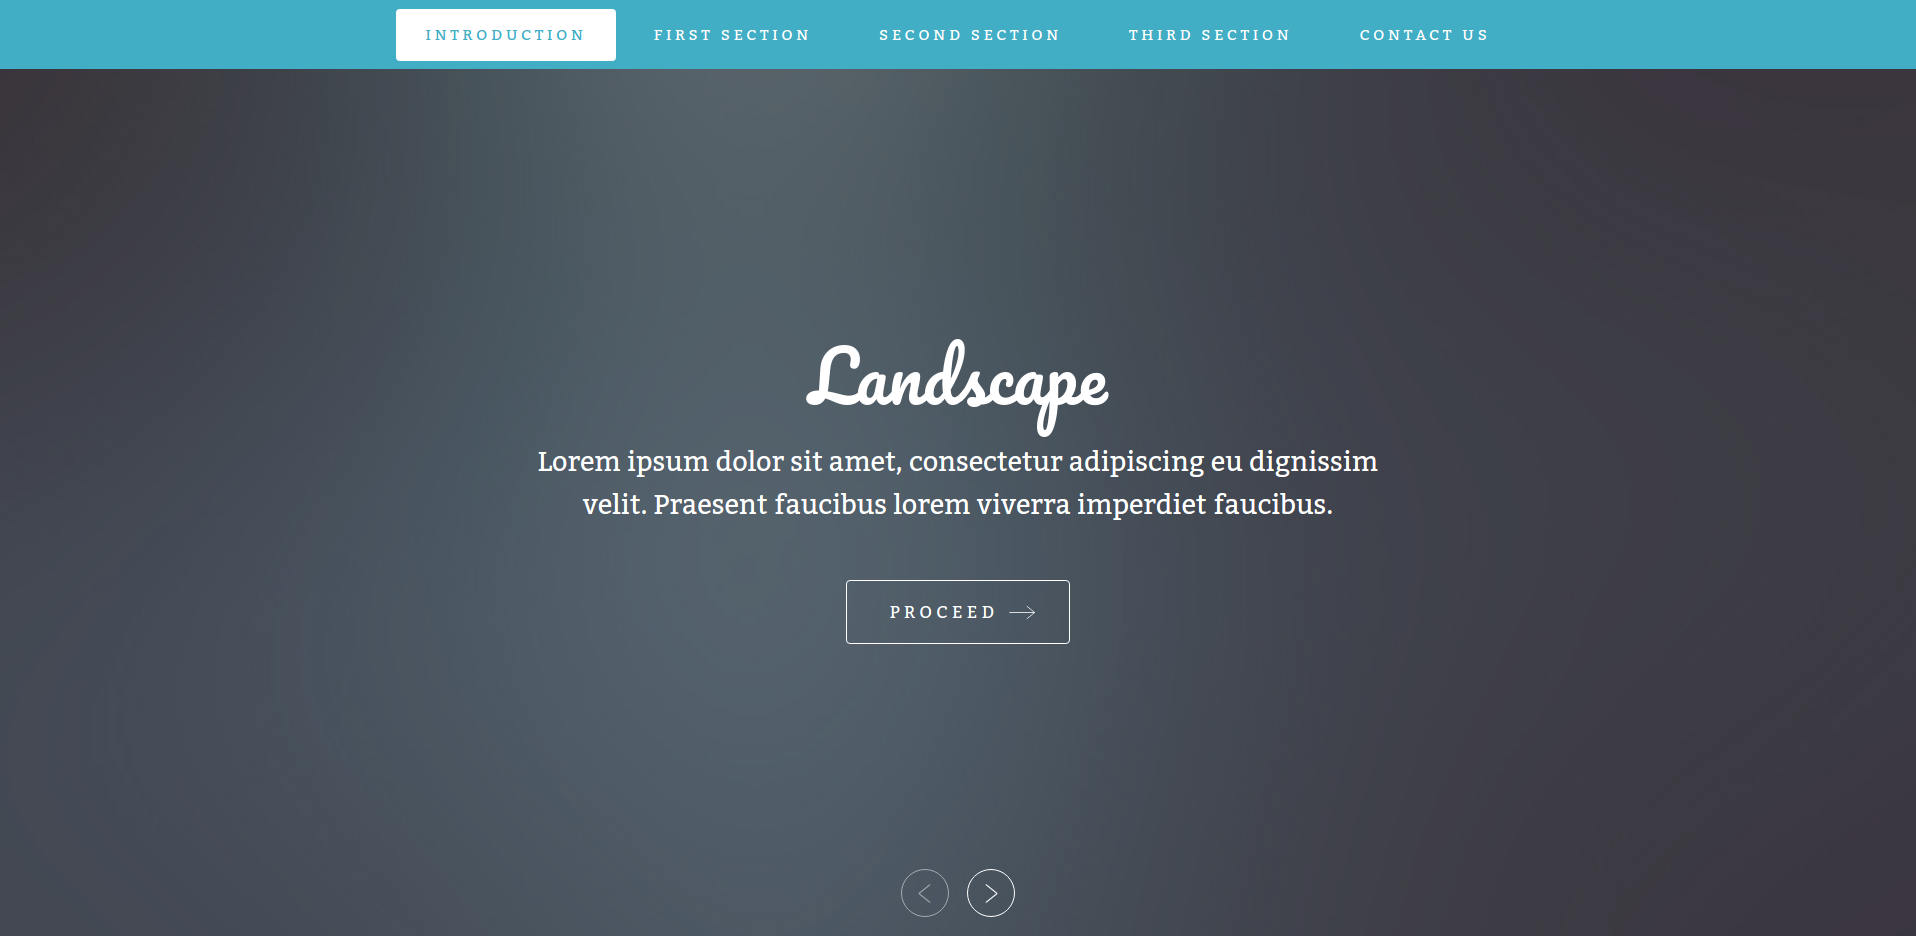 INTRODUCTION
FIRST SECTION
SECOND SECTION
THIRD SECTION
CONTACT US
Landscape
Lorem ipsum dolor sit amet, consectetur adipiscing eu dignissim
velit. Praesent faucibus lorem viverra imperdiet faucibus.
PROCEED